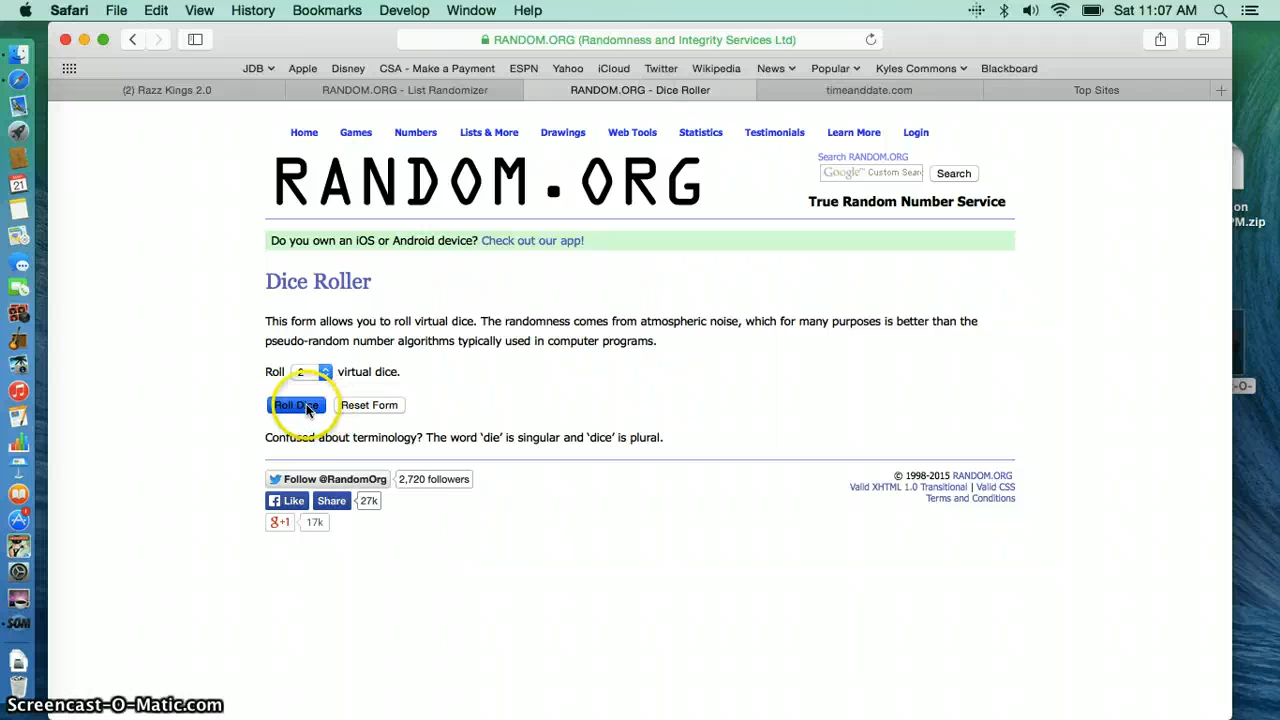 Safari File Edit View History Bookmarks Develop Window Help Sat 11:07 AM
RANDOM.ORG (Randomness and Integrity Services Ltd)
JDB Apple Disney CSA - Make a Payment ESPN Yahoo iCloud Twitter Wikipedia News Popular Kyles Commons Blackboard
(2) Razz Kings 2.0 RANDOM.ORG - List Randomizer RANDOM.ORG - Dice Roller timeanddate.com Top Sites
Home Games Numbers Lists & More Drawings Web Tools Statistics Testimonials Learn More Login
RANDOM.ORG
Search RANDOM.ORG
Google™ Custom Sear Search
True Random Number Service
Do you own an iOS or Android device? Check out our app!
Dice Roller
This form allows you to roll virtual dice. The randomness comes from atmospheric noise, which for many purposes is better than the
pseudo-random number algorithms typically used in computer programs.
Roll 2 virtual dice.
Roll Dice Reset Form
Confused about terminology? The word ‘die’ is singular and ‘dice’ is plural.
Follow @RandomOrg 2,720 followers
Like Share 27k
g+1 17k
© 1998-2015 RANDOM.ORG
Valid XHTML 1.0 Transitional | Valid CSS
Terms and Conditions
21
SOM
on
PM.zip
-O-
Screencast-O-Matic.com